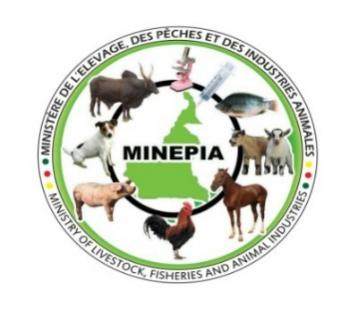 MINISTÈRE DE L'ELEVAGE, DES PÊCHES ET DES INDUSTRIES ANIMALES
MINEPIA
MINISTRY OF LIVESTOCK, FISHERIES AND ANIMAL INDUSTRIES